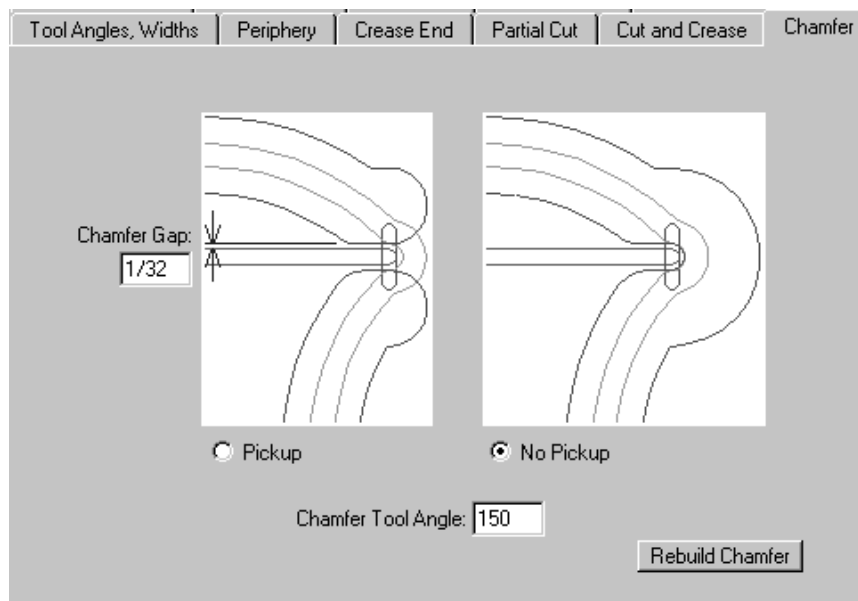 Tool Angles, Widths Periphery Crease End Partial Cut Cut and Crease Chamfer
Chamfer Gap:
1/32
Pickup No Pickup
Chamfer Tool Angle: 150
Rebuild Chamfer